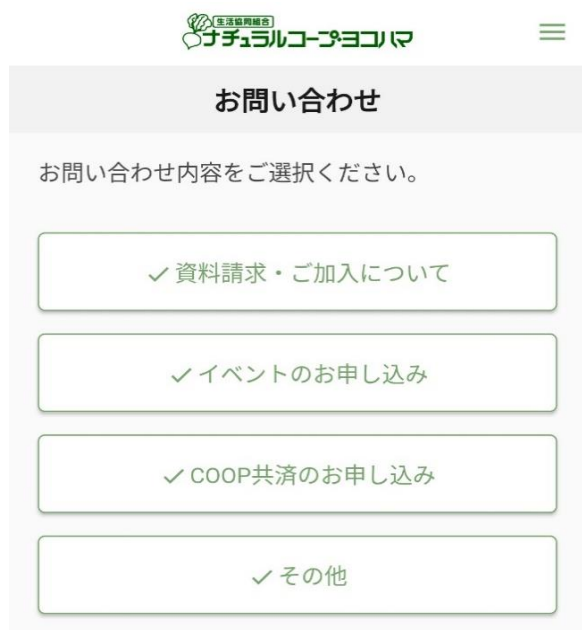 生活協同組合
ナチュラルコープ・ヨコハマ
お問い合わせ
お問い合わせ内容をご選択ください。
資料請求・ご加入について
イベントのお申し込み
COOP共済のお申し込み
その他